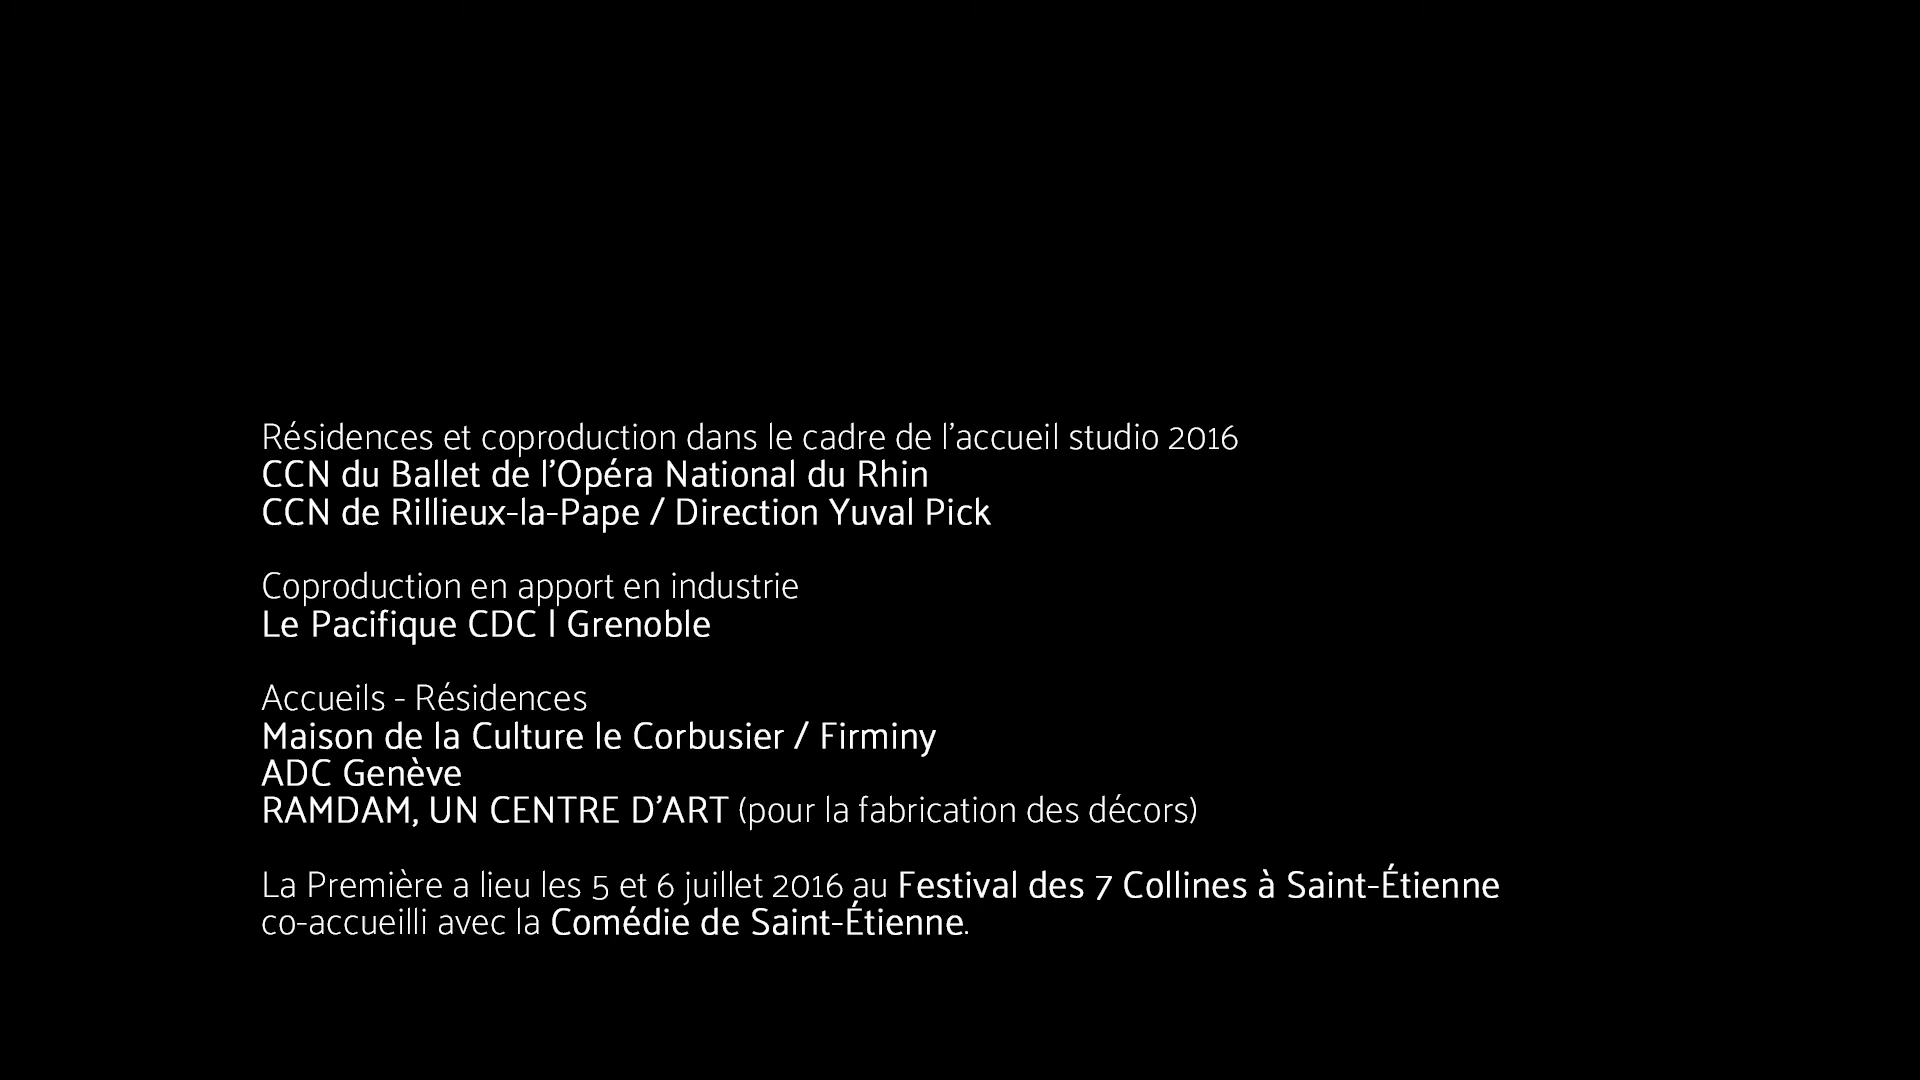 Résidences et coproduction dans le cadre de l’accueil studio 2016
CCN du Ballet de l’Opéra National du Rhin
CCN de Rillieux-la-Pape / Direction Yuval Pick
Coproduction en apport en industrie
Le Pacifique CDC l Grenoble
Accueils - Résidences
Maison de la Culture le Corbusier / Firminy
ADC Genève
RAMDAM, UN CENTRE D’ART (pour la fabrication des décors)
La Première a lieu les 5 et 6 juillet 2016 au Festival des 7 Collines à Saint-Étienne
co-accueilli avec la Comédie de Saint-Étienne.